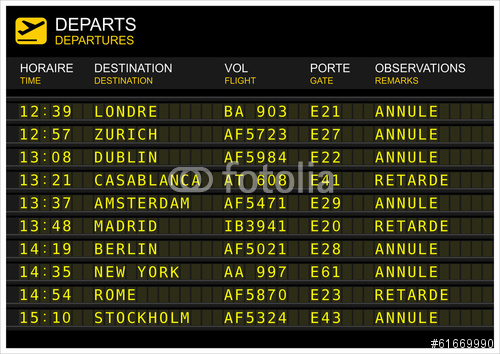 DEPARTS
DEPARTURES
HORAIRE DESTINATION VOL PORTE OBSERVATIONS
TIME DESTINATION FLIGHT GATE REMARKS
12:39 LONDRE BA 903 E21 ANNULE
12:57 ZURICH AF5723 E27 ANNULE
13:08 DUBLIN AF5984 E22 ANNULE
13:21 CASABLANCA AT 608 E41 RETARDE
13:37 AMSTERDAM AF5471 E29 ANNULE
13:48 MADRID IB3941 E20 RETARDE
14:19 BERLIN AF5021 E28 ANNULE
14:35 NEW YORK AA 997 E61 ANNULE
14:54 ROME AF5870 E23 RETARDE
15:10 STOCKHOLM AF5324 E43 ANNULE
fotolia
#61669990